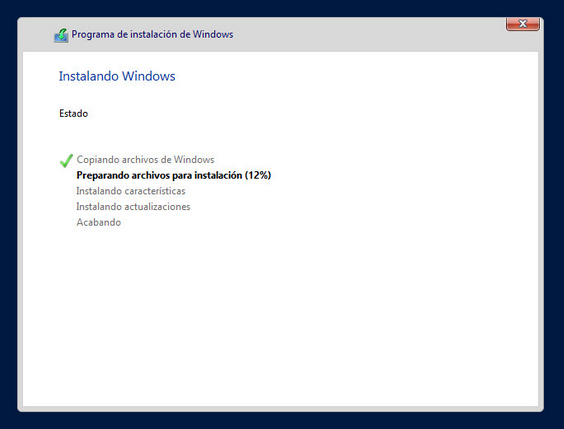 Programa de instalación de Windows
Instalando Windows
Estado
Copiando archivos de Windows
Preparando archivos para instalación (12%)
Instalando características
Instalando actualizaciones
Acabando